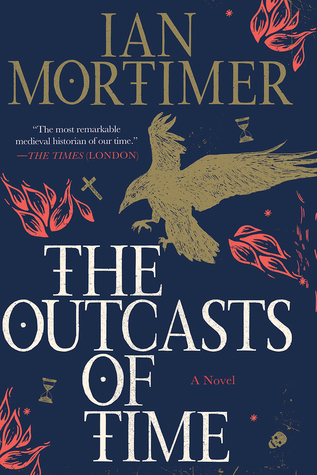 IAN
MORTIMER
“The most remarkable
medieval historian of our time.”
—THE TIMES (LONDON)
THE
OUTCASTS
OF
TIME
A Novel